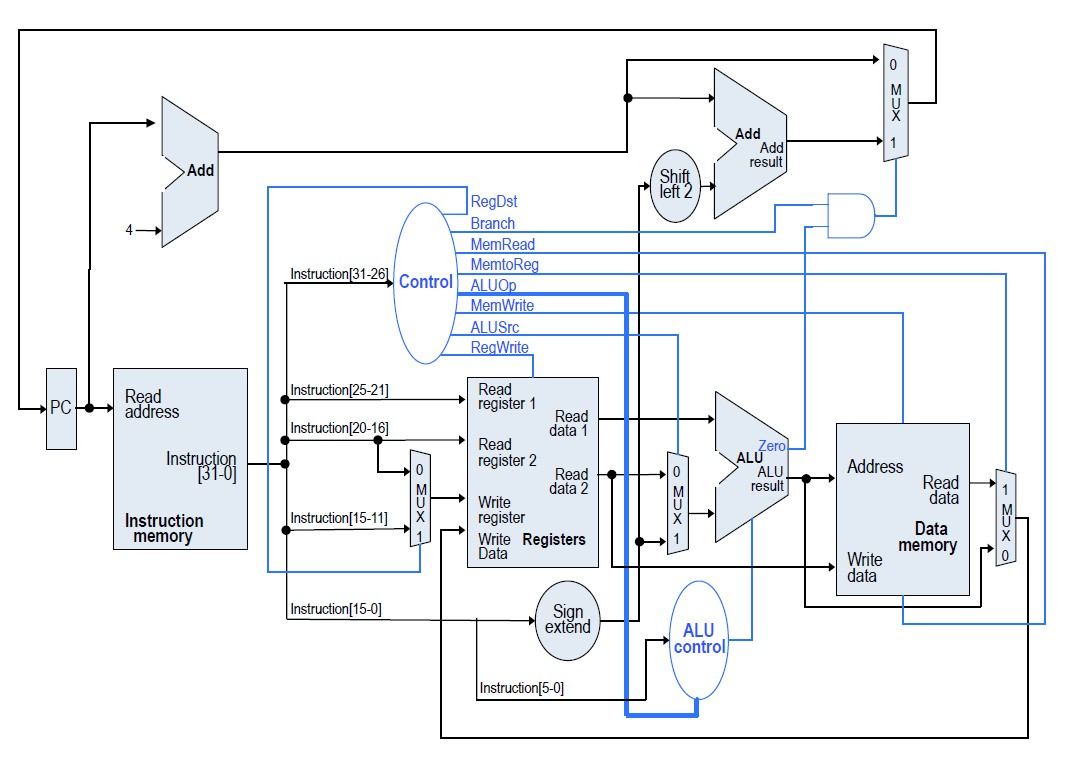 0
M
U
X
1
Add
Add
result
Shift
left 2
Add
4
RegDst
Branch
MemRead
MemtoReg
ALUOp
MemWrite
ALUSrc
RegWrite
Control
Instruction[31-26]
PC
Read
address
Instruction
[31-0]
Instruction
memory
Instruction[25-21]
Instruction[20-16]
Instruction[15-11]
Instruction[15-0]
Instruction[5-0]
0
M
U
X
1
Read
register 1
Read
register 2
Write
register
Write
Data
Registers
Read
data 1
Read
data 2
0
M
U
X
1
Zero
ALU
ALU
result
Address
Read
data
Data
memory
Write
data
1
M
U
X
0
Sign
extend
ALU
control